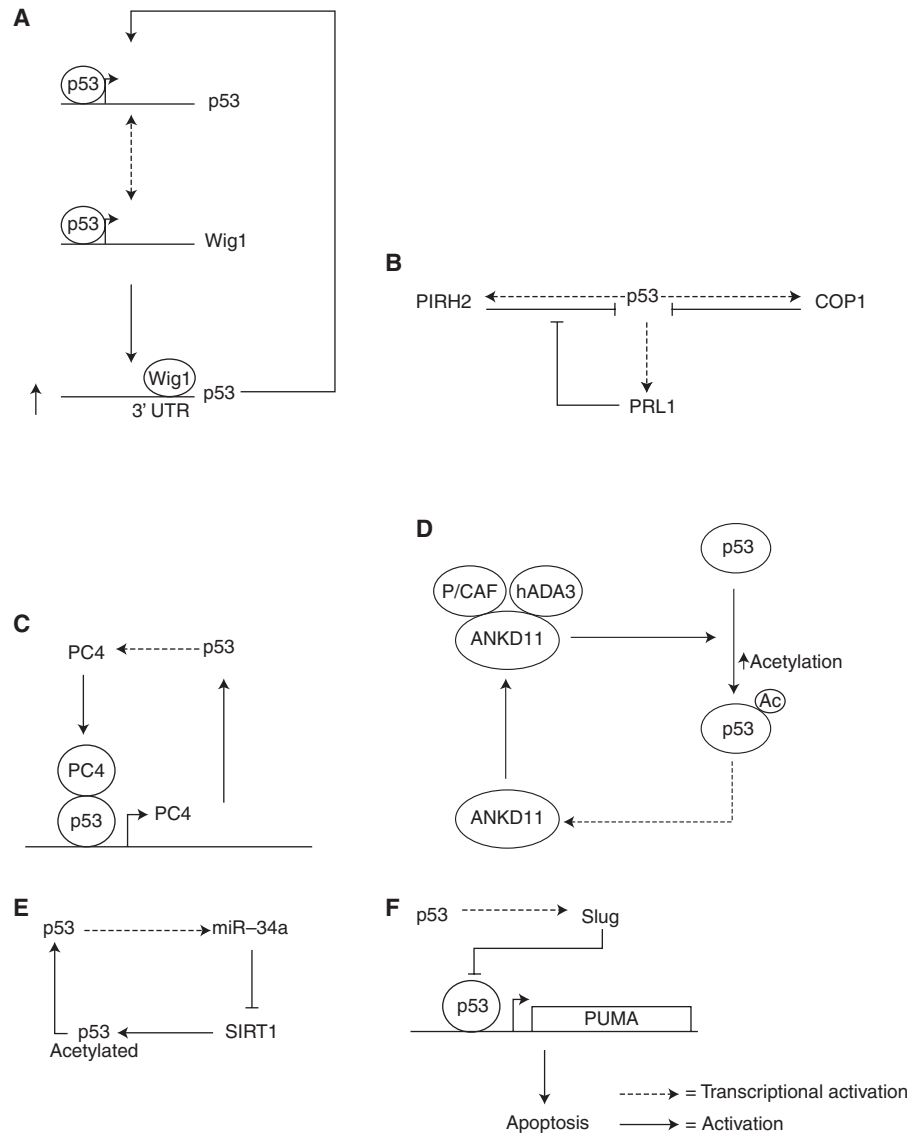 A
p53
p53
p53
Wig1
Wig1
p53
3' UTR
B
PIRH2
p53
COP1
PRL1
C
PC4
p53
PC4
p53
PC4
D
p53
P/CAF
hADA3
ANKD11
Acetylation
Ac
p53
ANKD11
E
p53
miR–34a
p53
Acetylated
SIRT1
F
p53
Slug
p53
PUMA
Apoptosis
= Transcriptional activation
= Activation